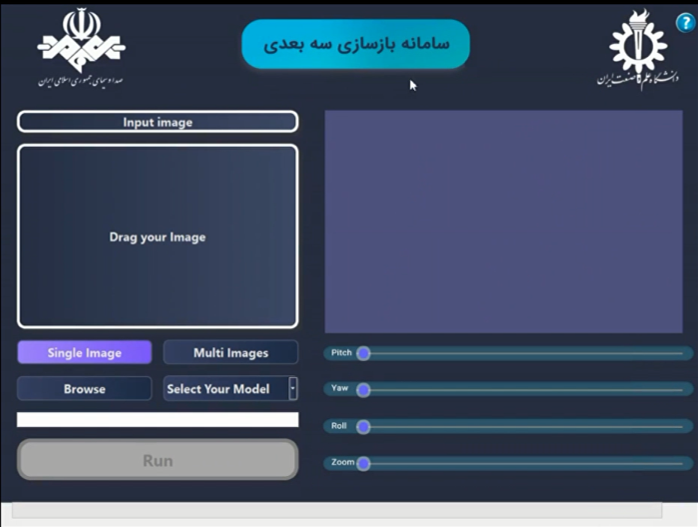 سامانه بازسازی سه بعدی
?
صدا و سیمای جمهوری اسلامی ایران
دانشگاه علم و صنعت ایران
Input image
Drag your Image
Single Image
Multi Images
Browse
Select Your Model
Run
Pitch
Yaw
Roll
Zoom